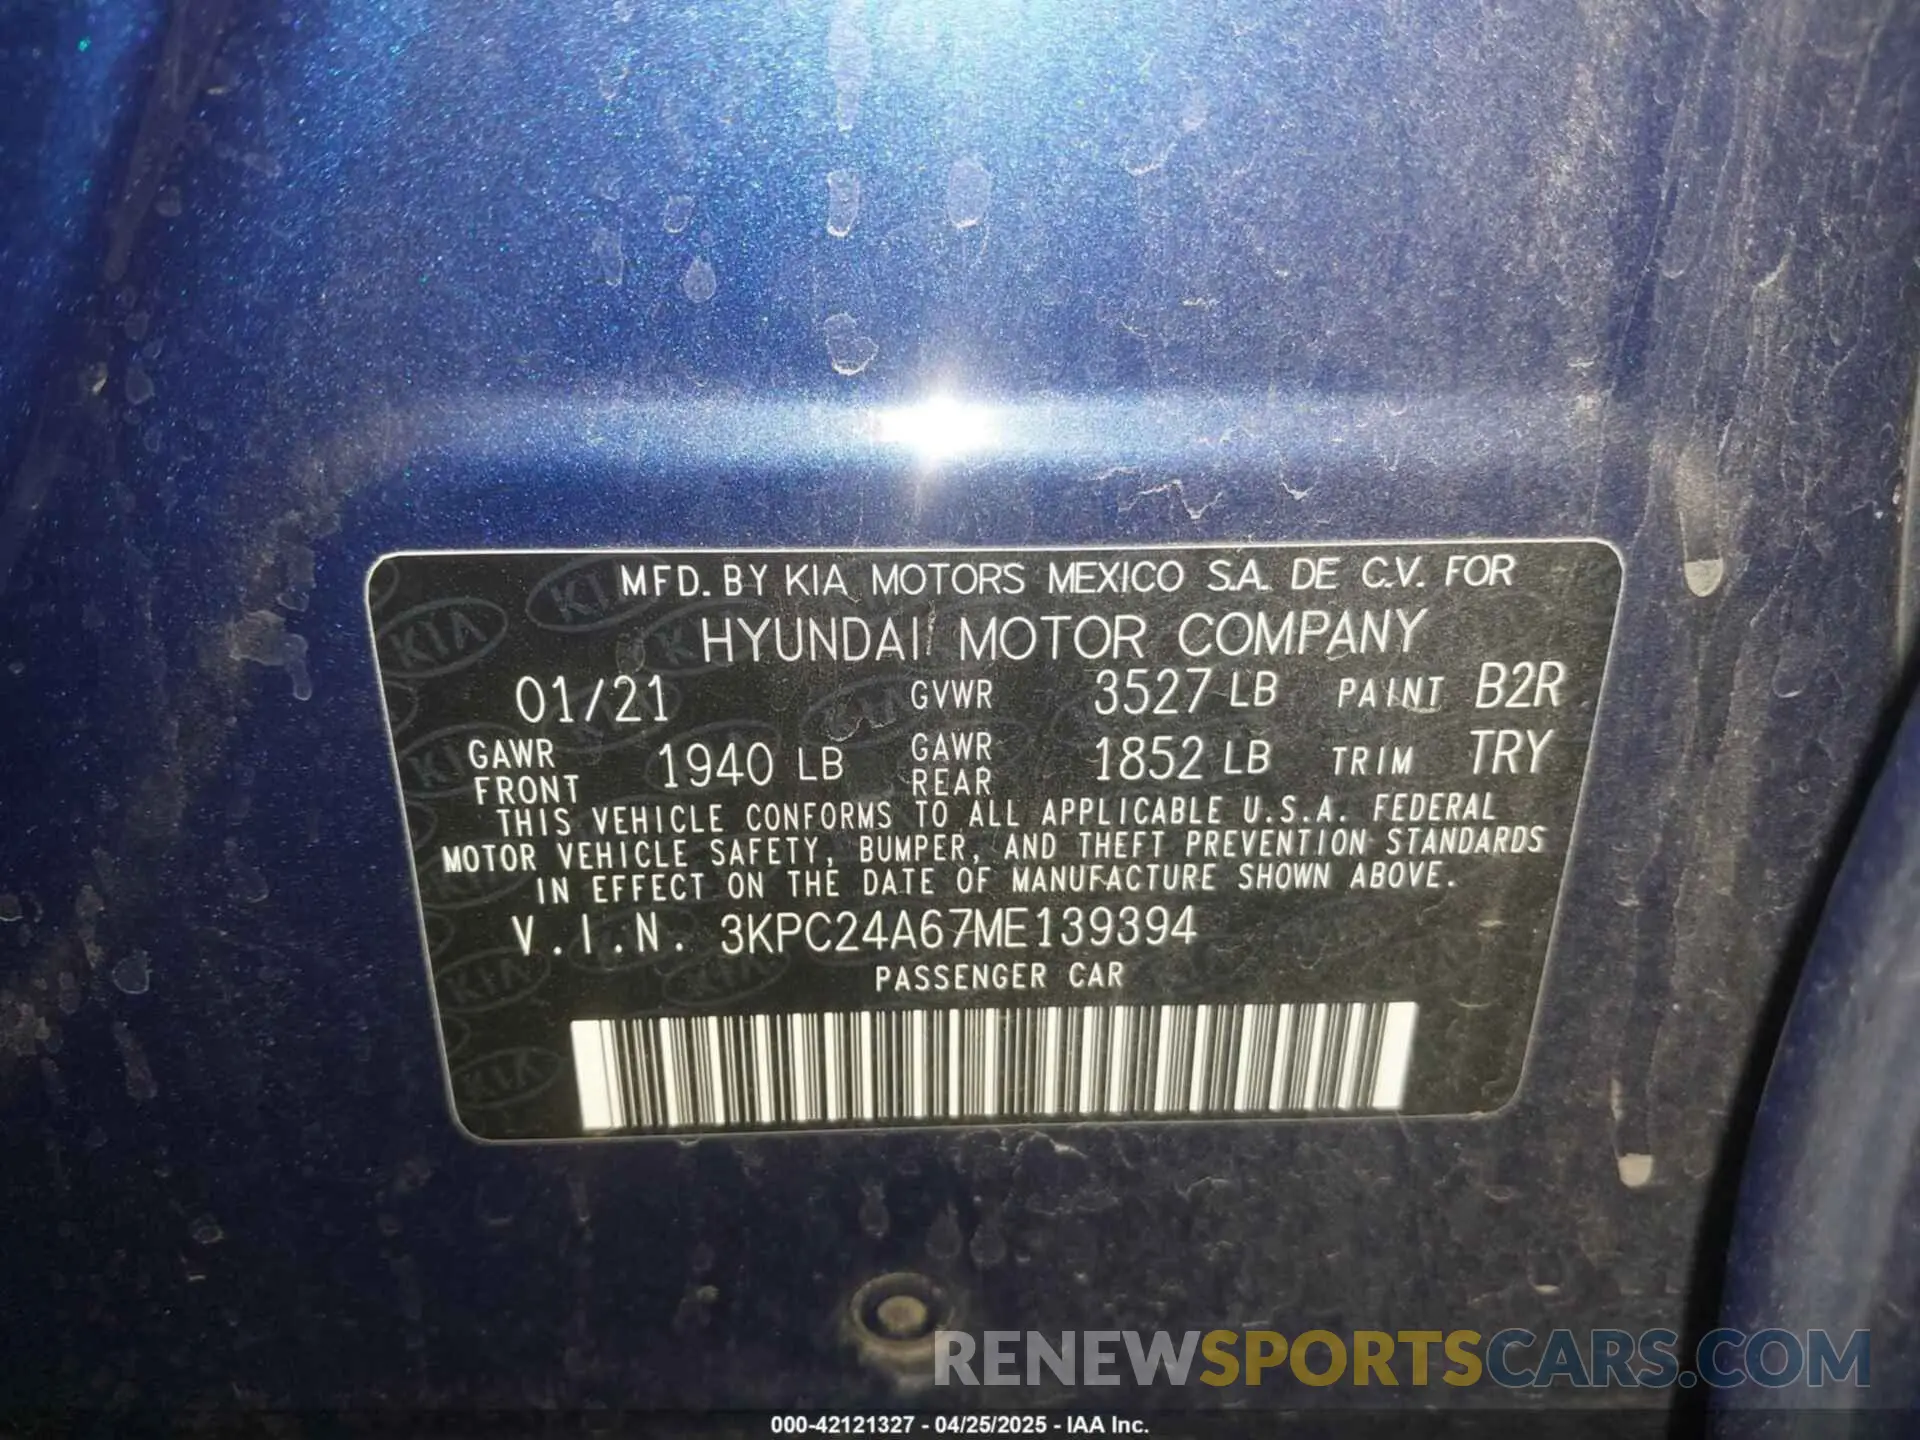 MFD. BY KIA MOTORS MEXICO S.A. DE C.V. FOR
HYUNDAI MOTOR COMPANY
01/21 GVWR 3527 LB PAINT B2R
GAWR FRONT 1940 LB GAWR REAR 1852 LB TRIM TRY
THIS VEHICLE CONFORMS TO ALL APPLICABLE U.S.A. FEDERAL
MOTOR VEHICLE SAFETY, BUMPER, AND THEFT PREVENTION STANDARDS
IN EFFECT ON THE DATE OF MANUFACTURE SHOWN ABOVE.
V.I.N. 3KPC24A67ME139394
PASSENGER CAR
RENEWSPORTSCARS.COM
000-42121327 - 04/25/2025 - IAA Inc.